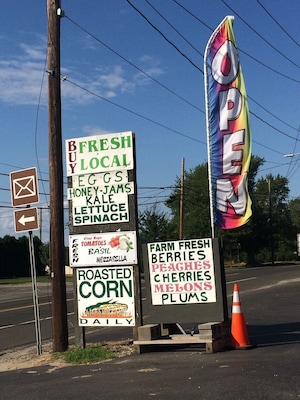 BUY
FRESH
LOCAL
EGGS
HONEY-JAMS
KALE
LETTUCE
SPINACH
FRESH
TOMATOES
BASIL
MOZZARELLA
ROASTED
CORN
DAILY
FARM FRESH
BERRIES
PEACHES
CHERRIES
MELONS
PLUMS
OPEN